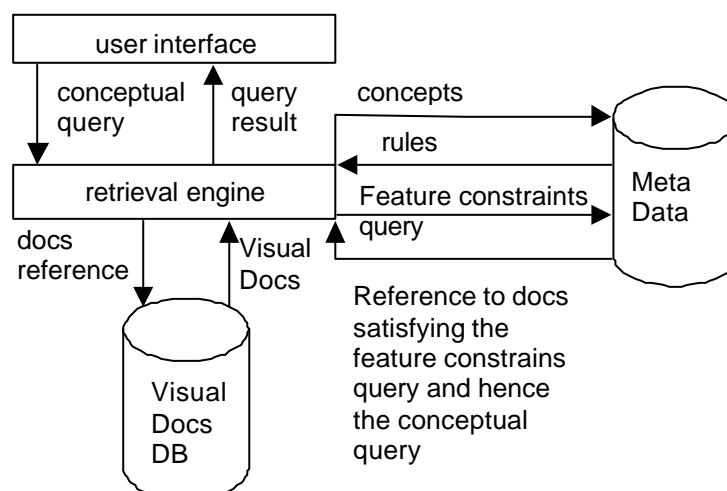 user interface
conceptual
query
query
result
concepts
rules
retrieval engine
Feature constraints
query
Meta
Data
docs
reference
Visual
Docs
Reference to docs
satisfying the
feature constrains
query and hence
the conceptual
query
Visual
Docs
DB